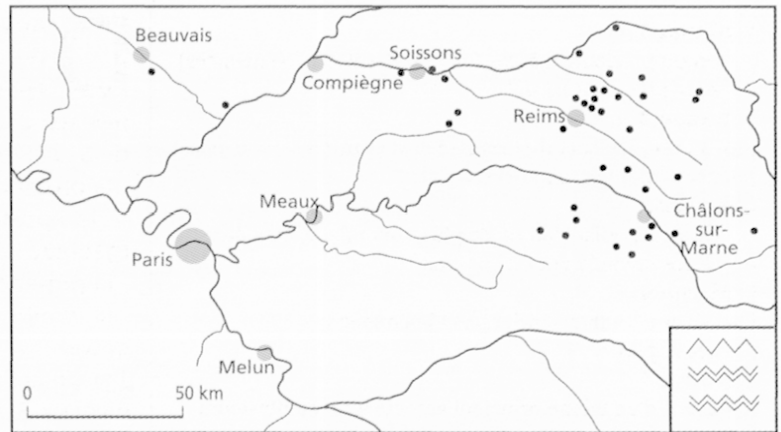 Beauvais
Soissons
Compiègne
Reims
Meaux
Châlons-
sur-
Marne
Paris
Melun
0
50 km